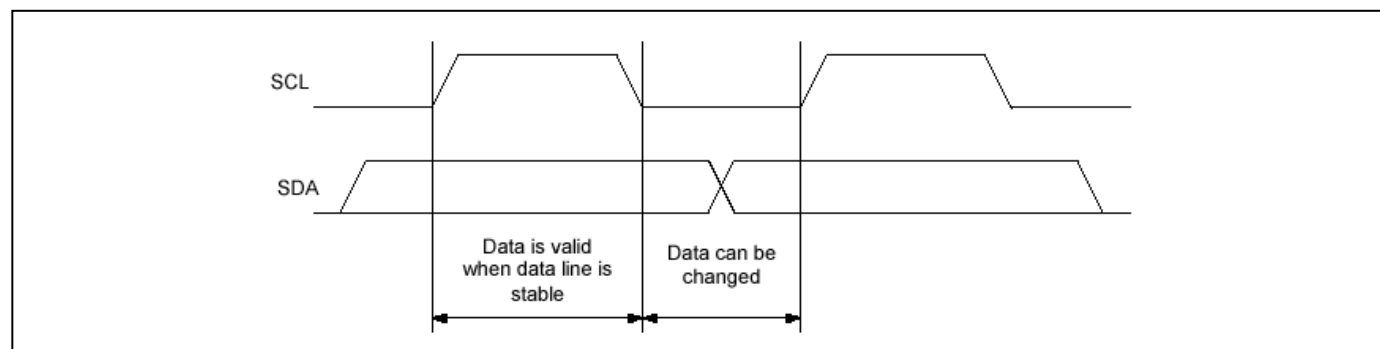 SCL
SDA
Data is valid
when data line is
stable
Data can be
changed